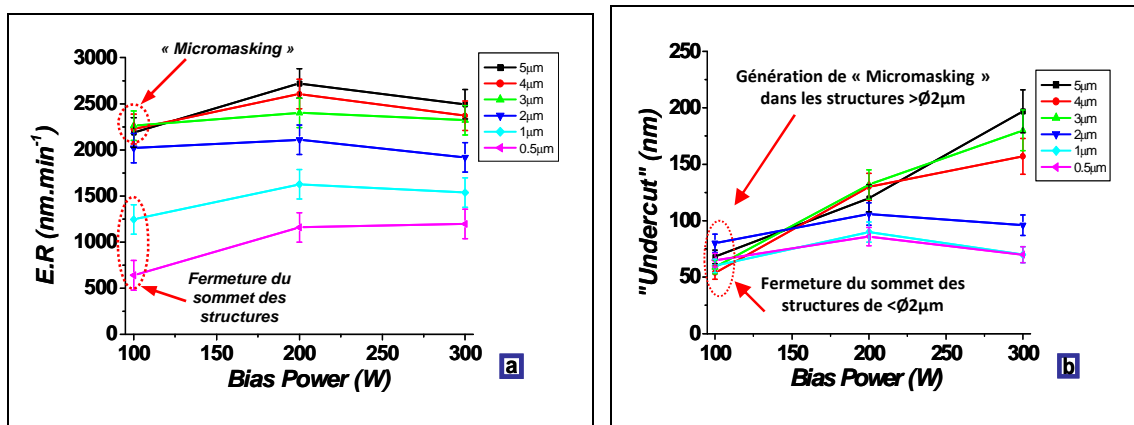 « Micromasking »
3000
2500
2000
1500
1000
500
0
E.R (nm.min-1)
5µm
4µm
3µm
2µm
1µm
0.5µm
Fermeture du
sommet des
structures
100 150 200 250 300
Bias Power (W)
a
250
200
150
100
50
0
"Undercut" (nm)
Génération de « Micromasking »
dans les structures >Ø2µm
5µm
4µm
3µm
2µm
1µm
0.5µm
Fermeture du sommet des
structures de <Ø2µm
100 150 200 250 300
Bias Power (W)
b